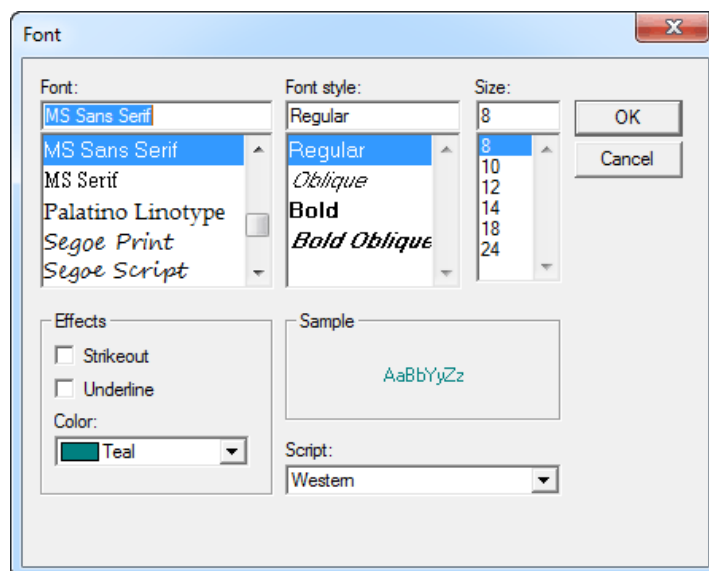 Font
Font:
Font style:
Size:
MS Sans Serif
Regular
8
OK
MS Sans Serif
MS Serif
Palatino Linotype
Segoe Print
Segoe Script
Regular
Oblique
Bold
Bold Oblique
8
10
12
14
18
24
Cancel
Effects
Strikeout
Underline
Color:
Teal
Sample
AaBbYyZz
Script:
Western